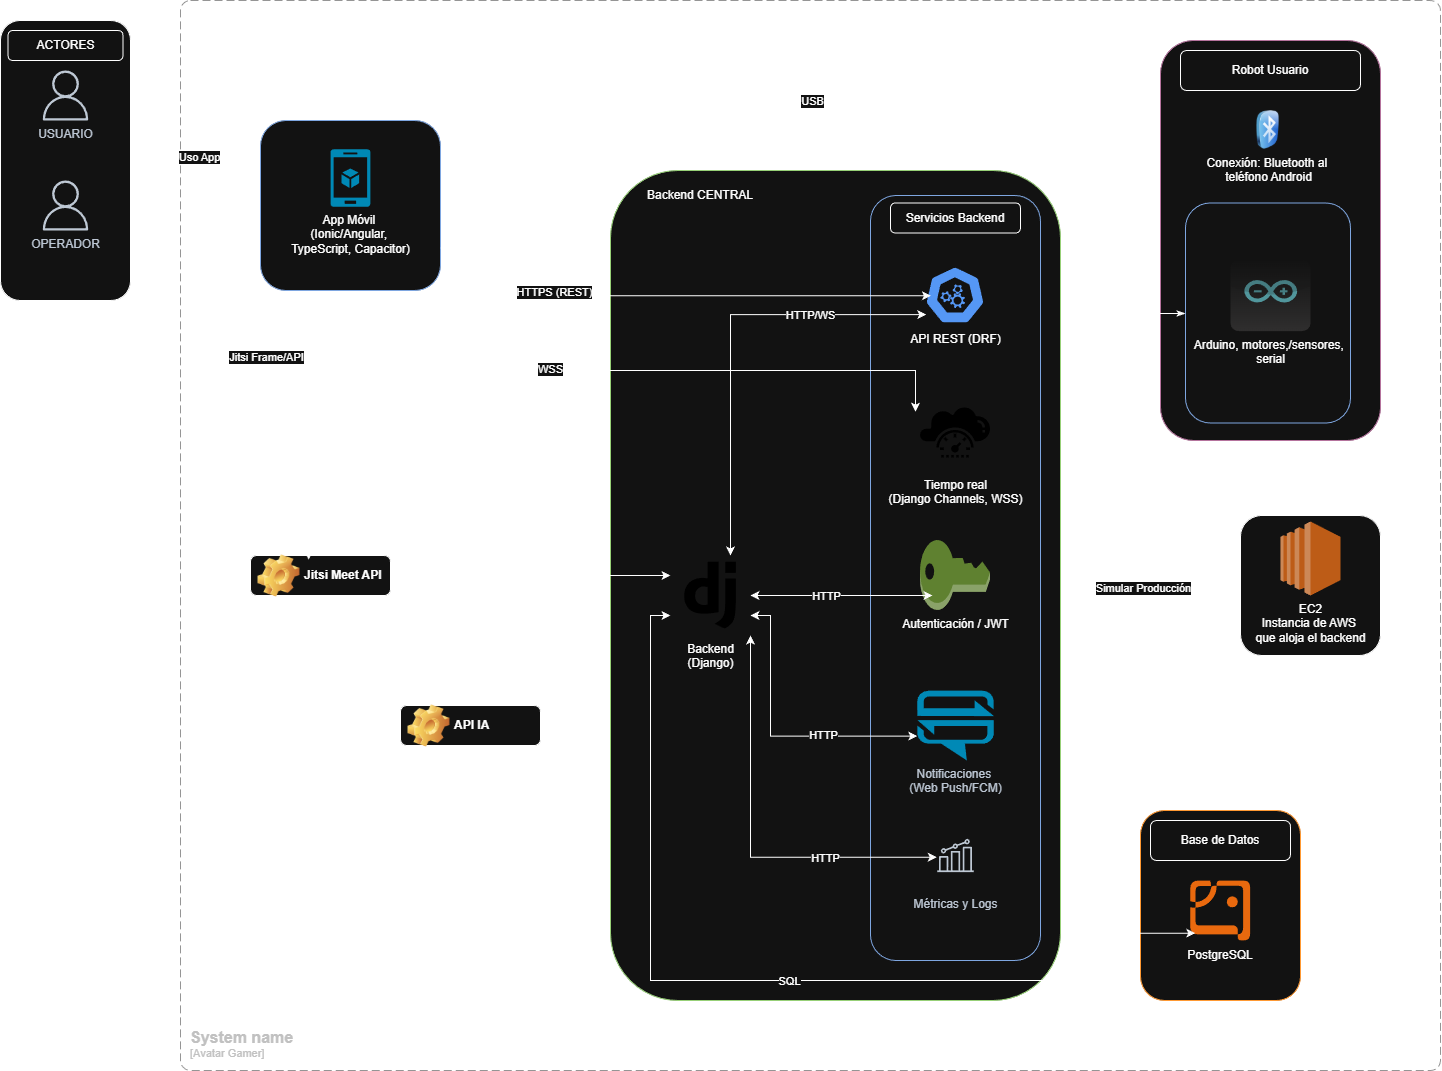 ACTORES
USUARIO
OPERADOR
Uso App
App Móvil
(Ionic/Angular,
TypeScript, Capacitor)
USB
HTTPS (REST)
Jitsi Frame/API
WSS
Jitsi Meet API
API IA
Backend CENTRAL
Servicios Backend
API REST (DRF)
HTTP/WS
Tiempo real
(Django Channels, WSS)
dj
Backend
(Django)
HTTP
Autenticación / JWT
HTTP
Notificaciones
(Web Push/FCM)
HTTP
Métricas y Logs
SQL
Robot Usuario
Conexión: Bluetooth al
teléfono Android
Arduino, motores,/sensores,
serial
Simular Producción
EC2
Instancia de AWS
que aloja el backend
Base de Datos
PostgreSQL
System name
[Avatar Gamer]